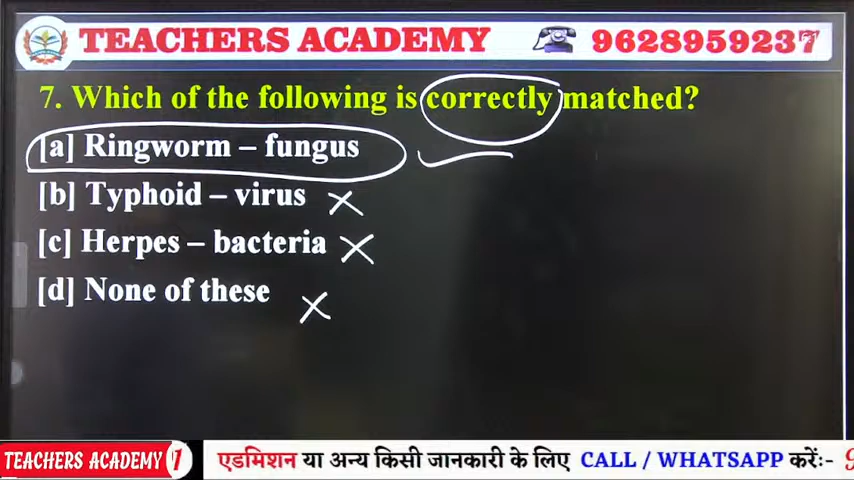 TEACHERS ACADEMY 9628959237
7. Which of the following is correctly matched?
[a] Ringworm – fungus
[b] Typhoid – virus
[c] Herpes – bacteria
[d] None of these
TEACHERS ACADEMY एडमिशन या अन्य किसी जानकारी के लिए CALL / WHATSAPP करेंः- 9